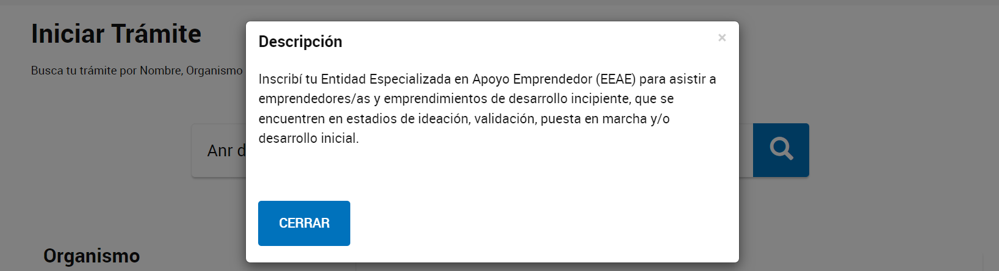 Iniciar Trámite
Busca tu trámite por Nombre, Organismo
Descripción
×
Inscribí tu Entidad Especializada en Apoyo Emprendedor (EEAE) para asistir a
emprendedores/as y emprendimientos de desarrollo incipiente, que se
encuentren en estadios de ideación, validación, puesta en marcha y/o
desarrollo inicial.
Anr d
CERRAR
Organismo